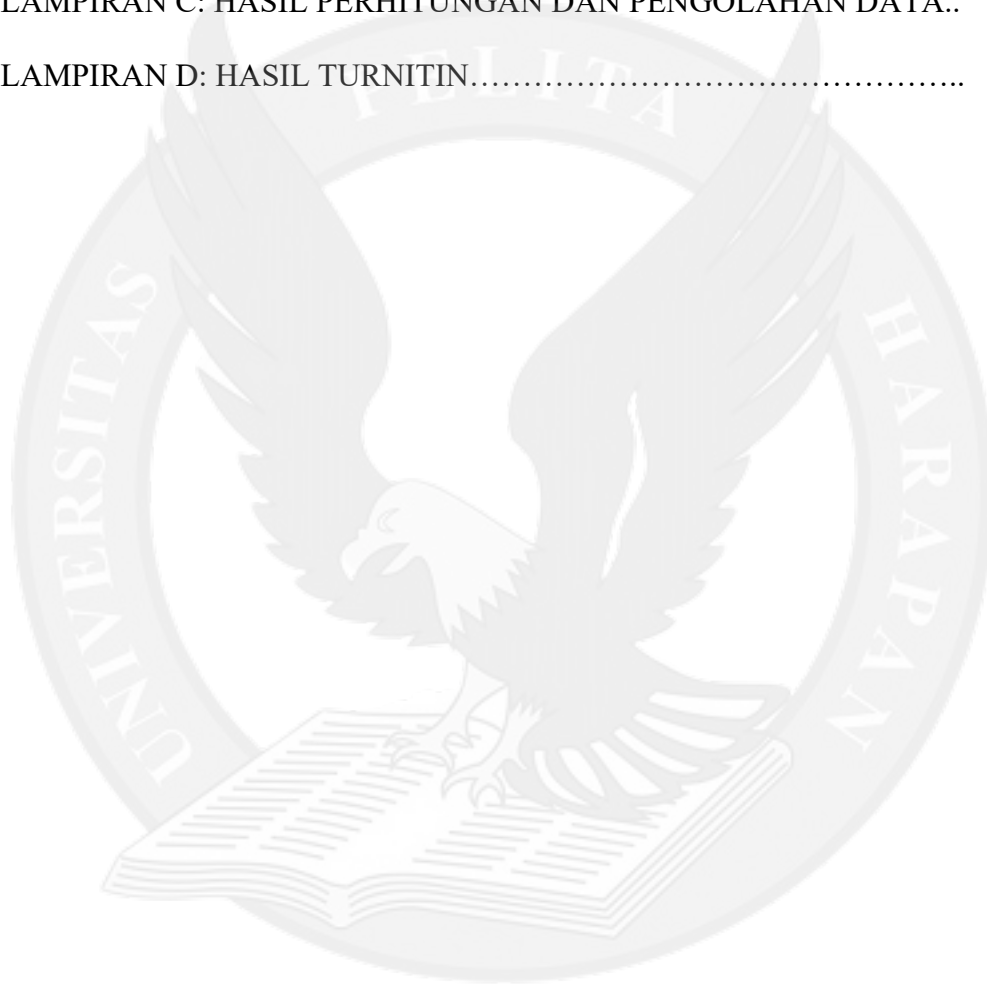 LAMPIRAN C: HASIL PERHITUNGAN DAN PENGOLAHAN DATA..
LAMPIRAN D: HASIL TURNITIN………………………………………..
UNIVERSITAS PELITA HARAPAN